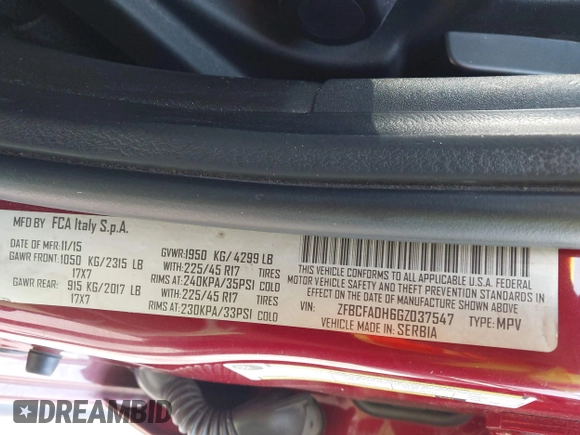 MFD BY FCA Italy S.p.A.
DATE OF MFR:11/15 GVWR:1950 KG/ 4299 LB
GAWR FRONT:1050 KG/2315 LB WITH:225/45 R17 TIRES
17X7 RIMS AT:240KPA/35PSI COLD
GAWR REAR: 915 KG/2017 LB WITH:225/45 R17 TIRES
17X7 RIMS AT:230KPA/33PSI COLD
THIS VEHICLE CONFORMS TO ALL APPLICABLE U.S.A. FEDERAL
MOTOR VEHICLE SAFETY AND THEFT PREVENTION STANDARDS IN
EFFECT ON THE DATE OF MANUFACTURE SHOWN ABOVE
VIN: ZFBCFADH6GZ037547 TYPE: MPV
VEHICLE MADE IN: SERBIA
DREAMBID